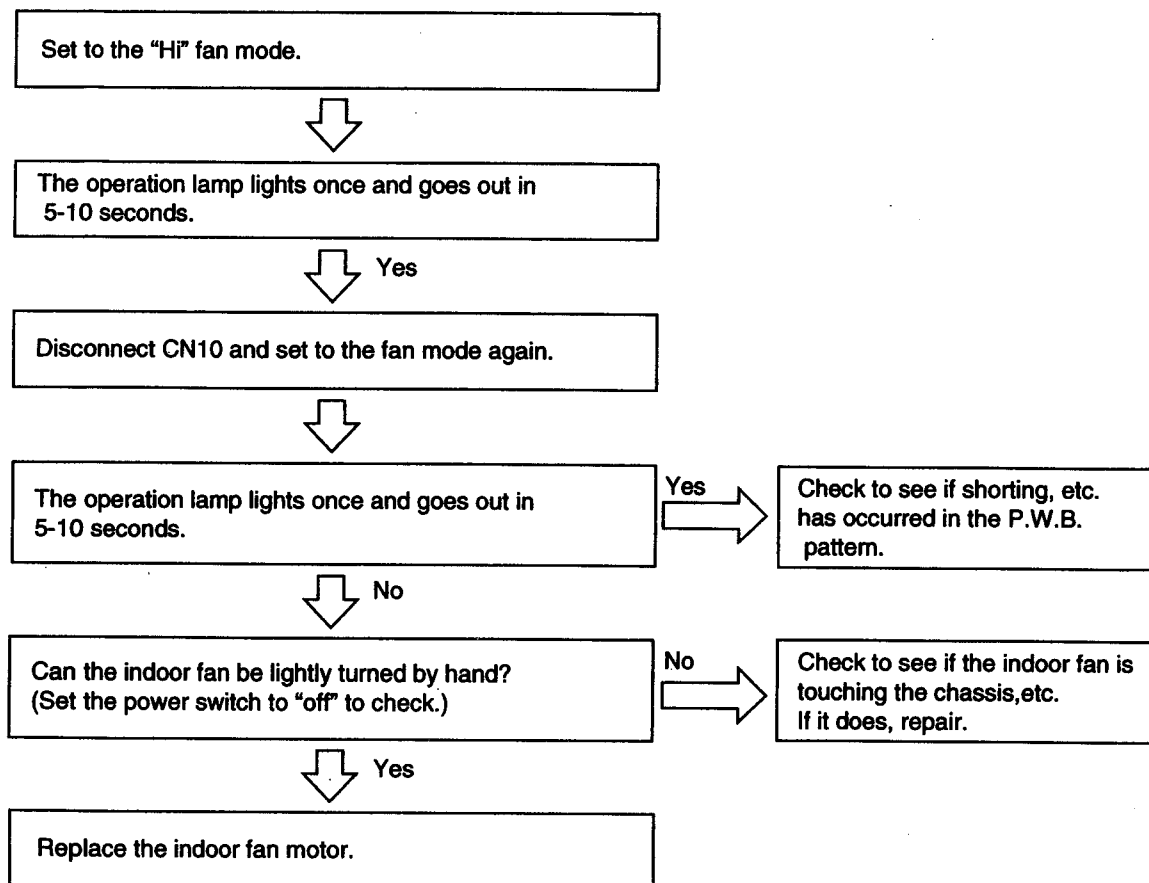 Set to the “Hi” fan mode.
The operation lamp lights once and goes out in
5-10 seconds.
Yes
Disconnect CN10 and set to the fan mode again.
The operation lamp lights once and goes out in
5-10 seconds.
Yes
Check to see if shorting, etc.
has occurred in the P.W.B.
pattern.
No
Can the indoor fan be lightly turned by hand?
(Set the power switch to “off” to check.)
No
Check to see if the indoor fan is
touching the chassis,etc.
If it does, repair.
Yes
Replace the indoor fan motor.